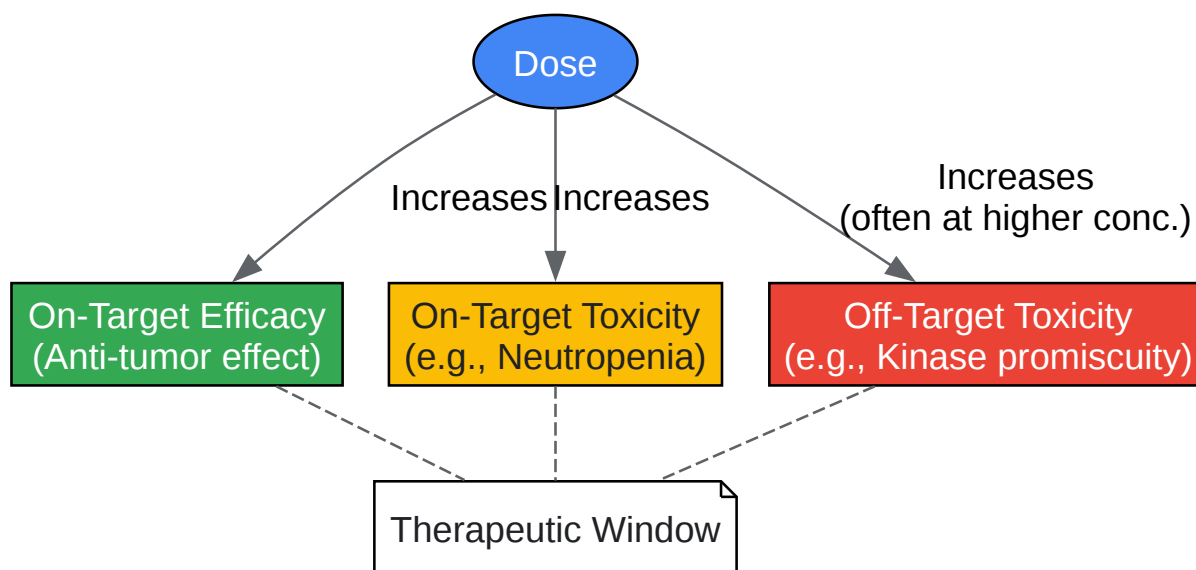 Dose
Increases
Increases
Increases
(often at higher conc.)
On-Target Efficacy
(Anti-tumor effect)
On-Target Toxicity
(e.g., Neutropenia)
Off-Target Toxicity
(e.g., Kinase promiscuity)
Therapeutic Window